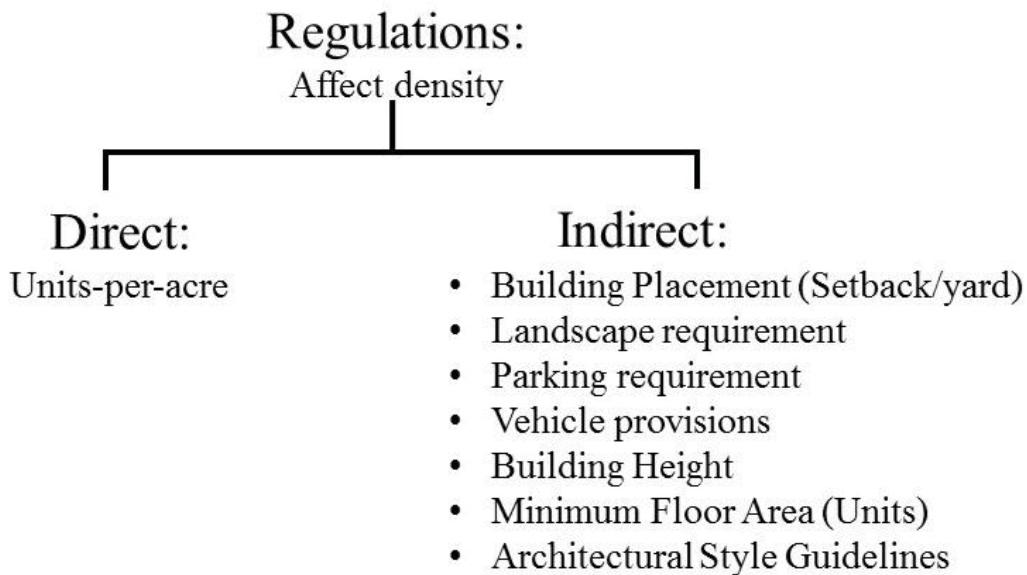 Regulations:
Affect density
Direct:
Units-per-acre
Indirect:
• Building Placement (Setback/yard)
• Landscape requirement
• Parking requirement
• Vehicle provisions
• Building Height
• Minimum Floor Area (Units)
• Architectural Style Guidelines